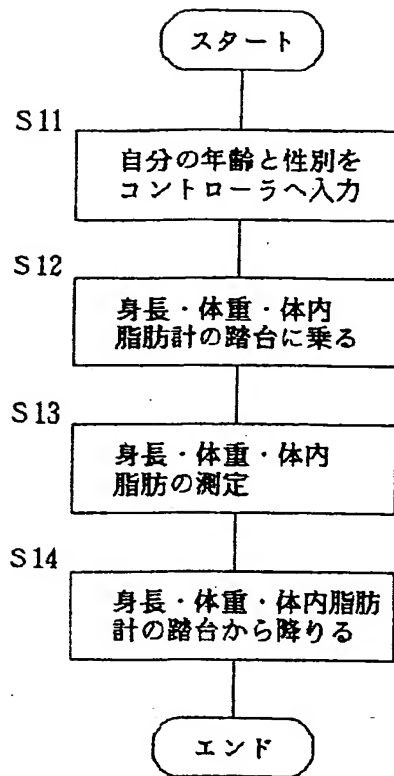 スタート
S11
自分の年齢と性別を
コントローラへ入力
S12
身長・体重・体内
脂肪計の踏台に乗る
S13
身長・体重・体内
脂肪の測定
S14
身長・体重・体内脂肪
計の踏台から降りる
エンド